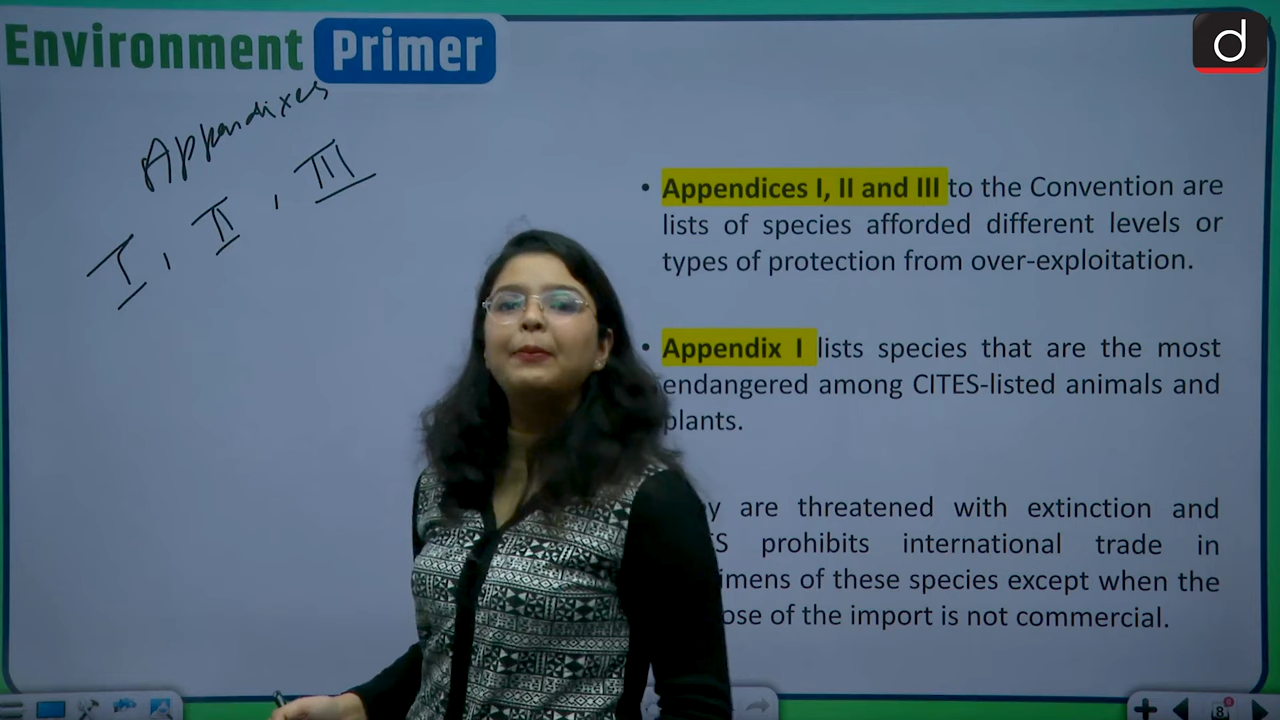 Environment Primer
d
Appendixes
I, II, III
• Appendices I, II and III to the Convention are
lists of species afforded different levels or
types of protection from over-exploitation.
• Appendix I lists species that are the most
endangered among CITES-listed animals and
plants.
are threatened with extinction and
prohibits international trade in
of these species except when the
of the import is not commercial.
8